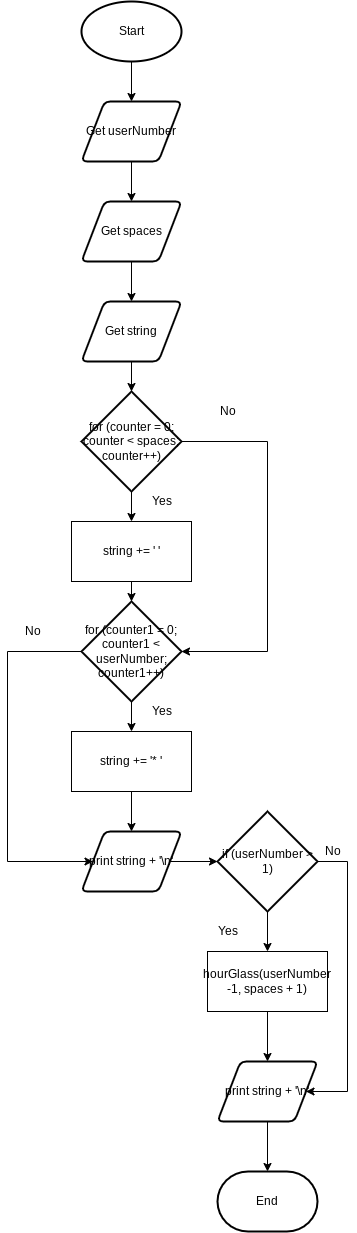 Start
Get userNumber
Get spaces
Get string
for (counter = 0;
counter < spaces;
counter++)
No
Yes
string += ' '
for (counter1 = 0;
counter1 <
userNumber;
counter1++)
No
Yes
string += '* '
print string + '\n'
if (userNumber >
1)
No
Yes
hourGlass(userNumber
-1, spaces + 1)
print string + '\n'
End